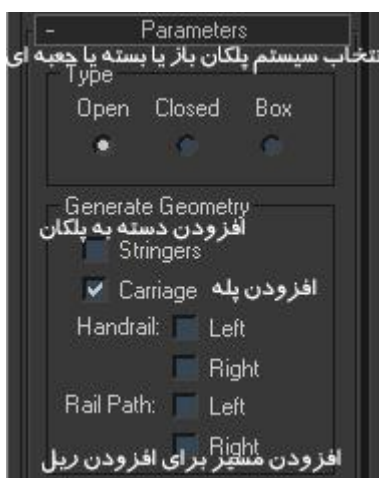 - Parameters
انتخاب سیستم پلکان باز یا بسته یا جعبه ای
Type
Open Closed Box
Generate Geometry
افزودن دسته به پلکان
Stringers
Carriage افزودن پله
Handrail: Left
Right
Rail Path: Left
Right
افزودن مسیر برای افزودن ریل